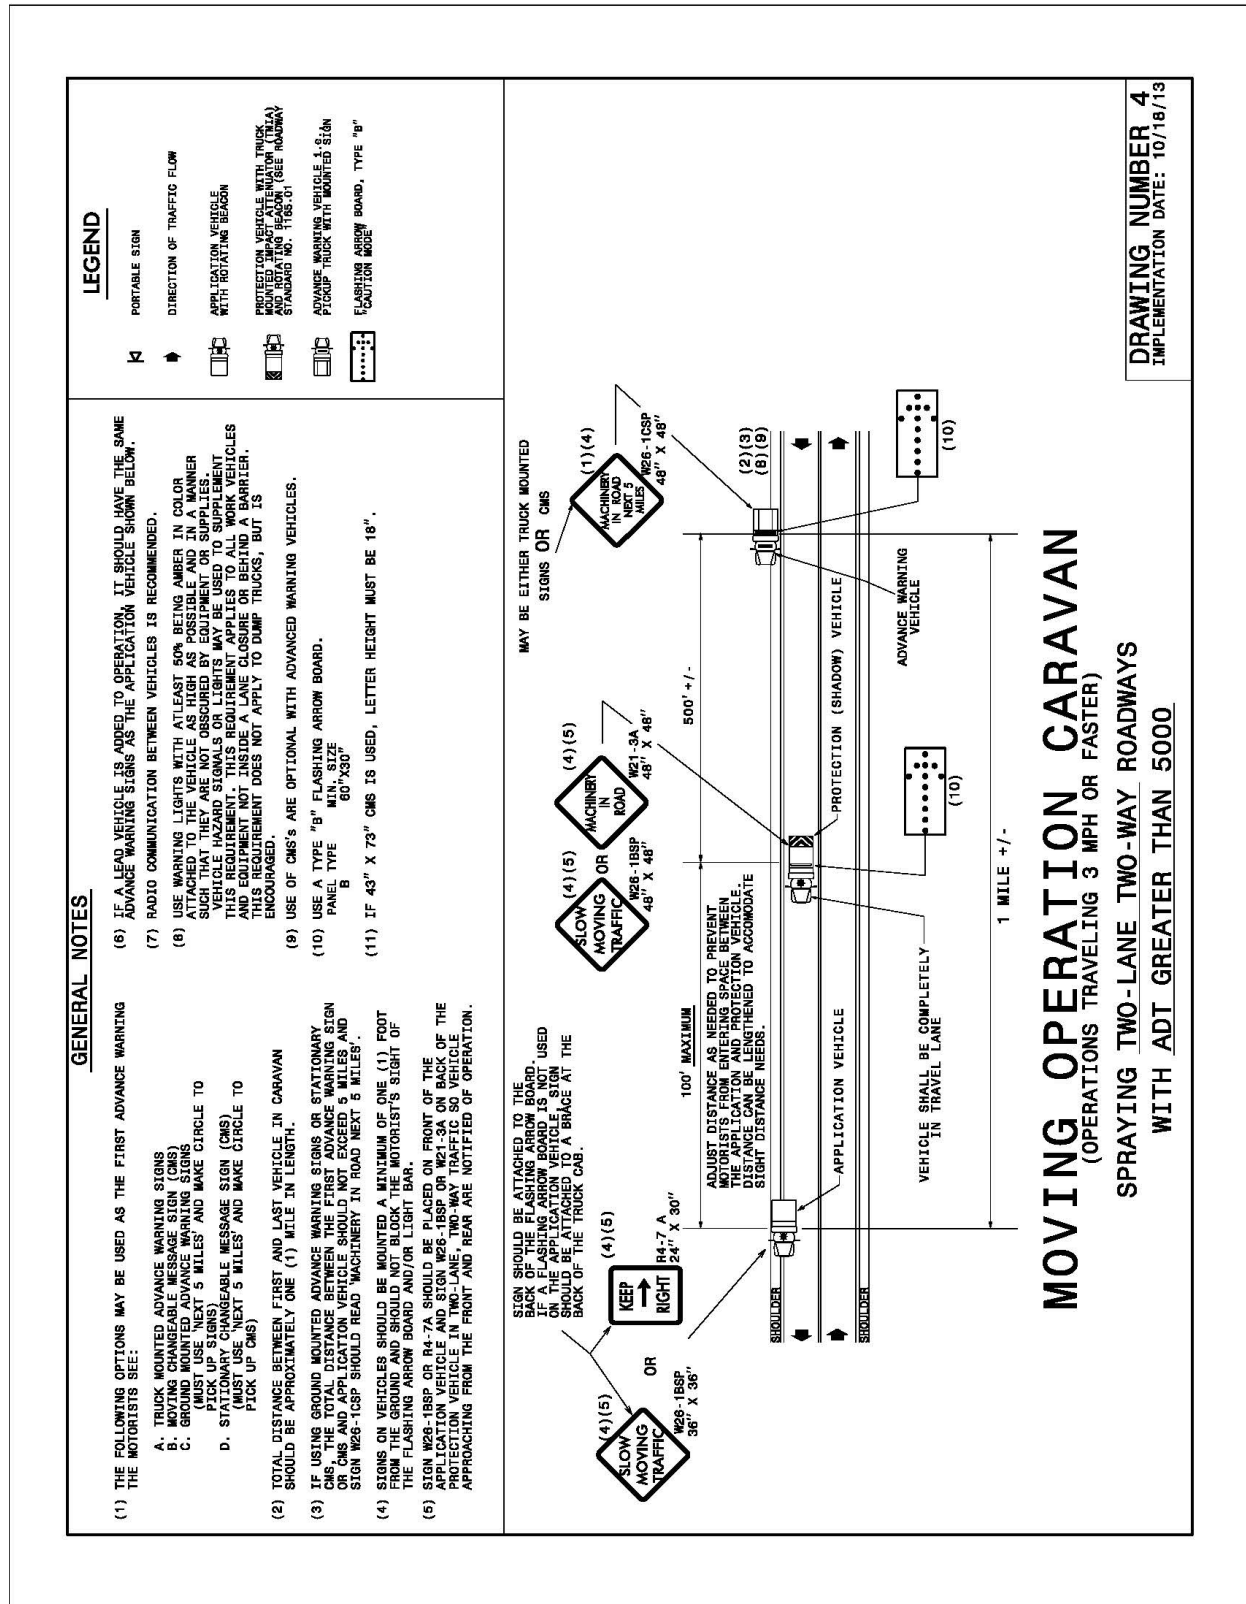 GENERAL NOTES
(1) THE FOLLOWING OPTIONS MAY BE USED AS THE FIRST ADVANCE WARNING
THE MOTORISTS SEE:
A. TRUCK MOUNTED ADVANCE WARNING SIGNS
B. MOVING CHANGEABLE MESSAGE SIGN (CMS)
C. GROUND MOUNTED ADVANCE WARNING SIGNS
(MUST USE 'NEXT 5 MILES' AND MAKE CIRCLE TO
PICK UP SIGNS)
D. STATIONARY CHANGEABLE MESSAGE SIGN (CMS)
(MUST USE 'NEXT 5 MILES' AND MAKE CIRCLE TO
PICK UP CMS)
(2) TOTAL DISTANCE BETWEEN FIRST AND LAST VEHICLE IN CARAVAN
SHOULD BE APPROXIMATELY ONE (1) MILE IN LENGTH.
(3) IF USING GROUND MOUNTED ADVANCE WARNING SIGNS OR STATIONARY
CMS, THE TOTAL DISTANCE BETWEEN THE FIRST ADVANCE WARNING SIGN
OR CMS AND APPLICATION VEHICLE SHOULD NOT EXCEED 5 MILES AND
SIGN W26-1CSP SHOULD READ 'MACHINERY IN ROAD NEXT 5 MILES'.
(4) SIGNS ON VEHICLES SHOULD BE MOUNTED A MINIMUM OF ONE (1) FOOT
FROM THE GROUND AND SHOULD NOT BLOCK THE MOTORIST'S SIGHT OF
THE FLASHING ARROW BOARD AND/OR LIGHT BAR.
(5) SIGN W26-1BSP OR R4-7A SHOULD BE PLACED ON FRONT OF THE
APPLICATION VEHICLE AND SIGN W26-1BSP OR W21-3A ON BACK OF THE
PROTECTION VEHICLE IN TWO-LANE, TWO-WAY TRAFFIC SO VEHICLE
APPROACHING FROM THE FRONT AND REAR ARE NOTIFIED OF OPERATION.
(6) IF A LEAD VEHICLE IS ADDED TO OPERATION, IT SHOULD HAVE THE SAME
ADVANCE WARNING SIGNS AS THE APPLICATION VEHICLE SHOWN BELOW.
(7) RADIO COMMUNICATION BETWEEN VEHICLES IS RECOMMENDED.
(8) USE WARNING LIGHTS WITH ATLEAST 50% BEING AMBER IN COLOR
ATTACHED TO THE VEHICLE AS HIGH AS POSSIBLE AND IN A MANNER
SUCH THAT THEY ARE NOT OBSCURED BY EQUIPMENT OR SUPPLIES.
VEHICLE HAZARD SIGNALS OR LIGHTS MAY BE USED TO SUPPLEMENT
THIS REQUIREMENT. THIS REQUIREMENT APPLIES TO ALL WORK VEHICLES
AND EQUIPMENT NOT INSIDE A LANE CLOSURE OR BEHIND A BARRIER.
THIS REQUIREMENT DOES NOT APPLY TO DUMP TRUCKS, BUT IS
ENCOURAGED.
(9) USE OF CMS's ARE OPTIONAL WITH ADVANCED WARNING VEHICLES.
(10) USE A TYPE "B" FLASHING ARROW BOARD.
PANEL TYPE MIN. SIZE
B 60"X30"
(11) IF 43" X 73" CMS IS USED, LETTER HEIGHT MUST BE 18".
LEGEND
PORTABLE SIGN
DIRECTION OF TRAFFIC FLOW
APPLICATION VEHICLE
WITH ROTATING BEACON
PROTECTION VEHICLE WITH TRUCK
MOUNTED IMPACT ATTENUATOR (TMIA)
AND ROTATING BEACON (SEE ROADWAY
STANDARD NO. 1165.01
ADVANCE WARNING VEHICLE i.e.,
PICKUP TRUCK WITH MOUNTED SIGN
FLASHING ARROW BOARD, TYPE "B"
"CAUTION MODE"
SIGN SHOULD BE ATTACHED TO THE
BACK OF THE FLASHING ARROW BOARD.
IF A FLASHING ARROW BOARD IS NOT USED
ON THE APPLICATION VEHICLE, SIGN
SHOULD BE ATTACHED TO A BRACE AT THE
BACK OF THE TRUCK CAB.
(4)(5)
SLOW
MOVING
TRAFFIC
W26-1BSP
36" X 36"
OR
(4)(5)
KEEP
RIGHT
R4-7 A
24" X 30"
(4)(5)
SLOW
MOVING
TRAFFIC
OR
W26-1BSP
48" X 48"
(4)(5)
MACHINERY
IN
ROAD
W21-3A
48" X 48"
MAY BE EITHER TRUCK MOUNTED
SIGNS OR CMS
(1)(4)
MACHINERY
IN ROAD
NEXT 5
MILES
W26-1CSP
48" X 48"
100' MAXIMUM
500' +/-
ADJUST DISTANCE AS NEEDED TO PREVENT
MOTORISTS FROM ENTERING SPACE BETWEEN
THE APPLICATION AND PROTECTION VEHICLE.
DISTANCE CAN BE LENGTHENED TO ACCOMODATE
SIGHT DISTANCE NEEDS.
(2)(3)
(8)(9)
SHOULDER
SHOULDER
APPLICATION VEHICLE
PROTECTION (SHADOW) VEHICLE
ADVANCE WARNING
VEHICLE
VEHICLE SHALL BE COMPLETELY
IN TRAVEL LANE
(10)
(10)
1 MILE +/-
MOVING OPERATION CARAVAN
(OPERATIONS TRAVELING 3 MPH OR FASTER)
SPRAYING TWO-LANE TWO-WAY ROADWAYS
WITH ADT GREATER THAN 5000
DRAWING NUMBER 4
IMPLEMENTATION DATE: 10/18/13